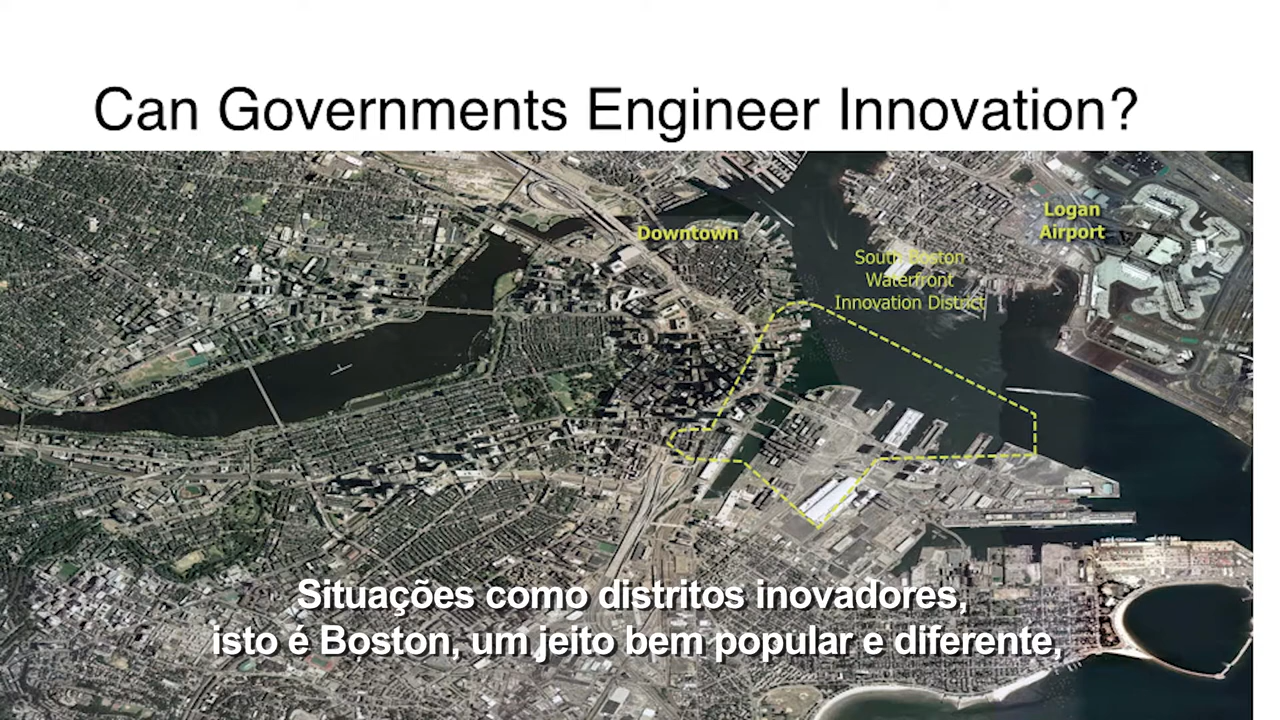 Can Governments Engineer Innovation?
Downtown
Logan
Airport
South Boston
Waterfront
Innovation District
Situações como distritos inovadores,
isto é Boston, um jeito bem popular e diferente,